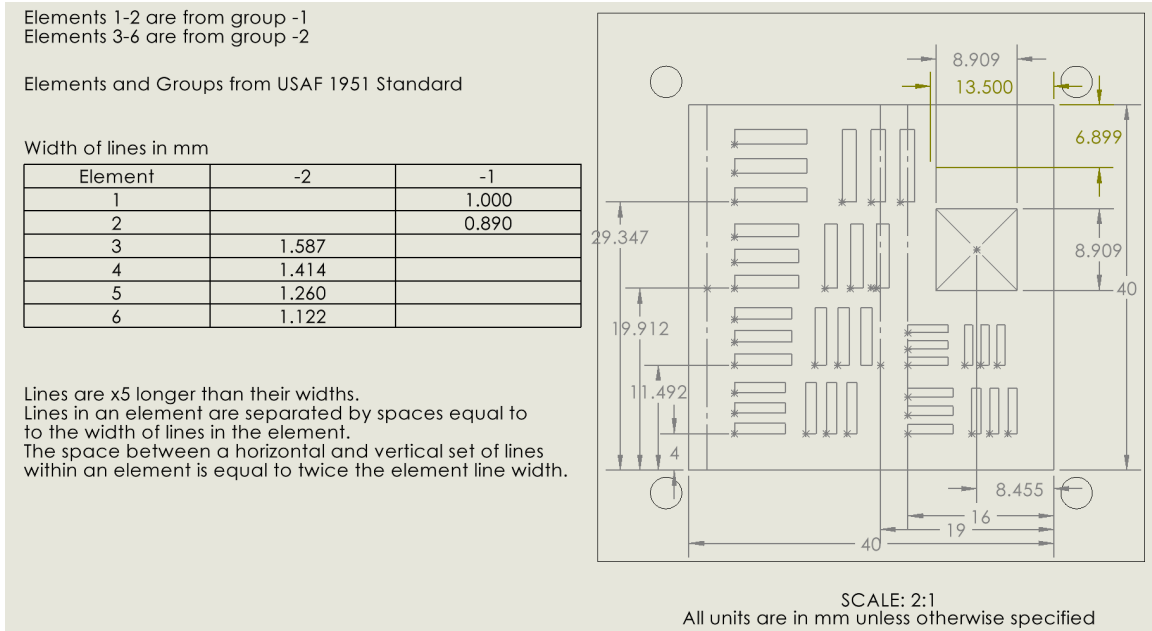 Elements 1-2 are from group -1
Elements 3-6 are from group -2
Elements and Groups from USAF 1951 Standard
Width of lines in mm
Element -2 -1
1 1.000
2 0.890
3 1.587
4 1.414
5 1.260
6 1.122
Lines are x5 longer than their widths.
Lines in an element are separated by spaces equal to
to the width of lines in the element.
The space between a horizontal and vertical set of lines
within an element is equal to twice the element line width.
8.909
13.500
6.899
29.347
8.909
40
19.912
11.492
4
8.455
16
19
40
SCALE: 2:1
All units are in mm unless otherwise specified